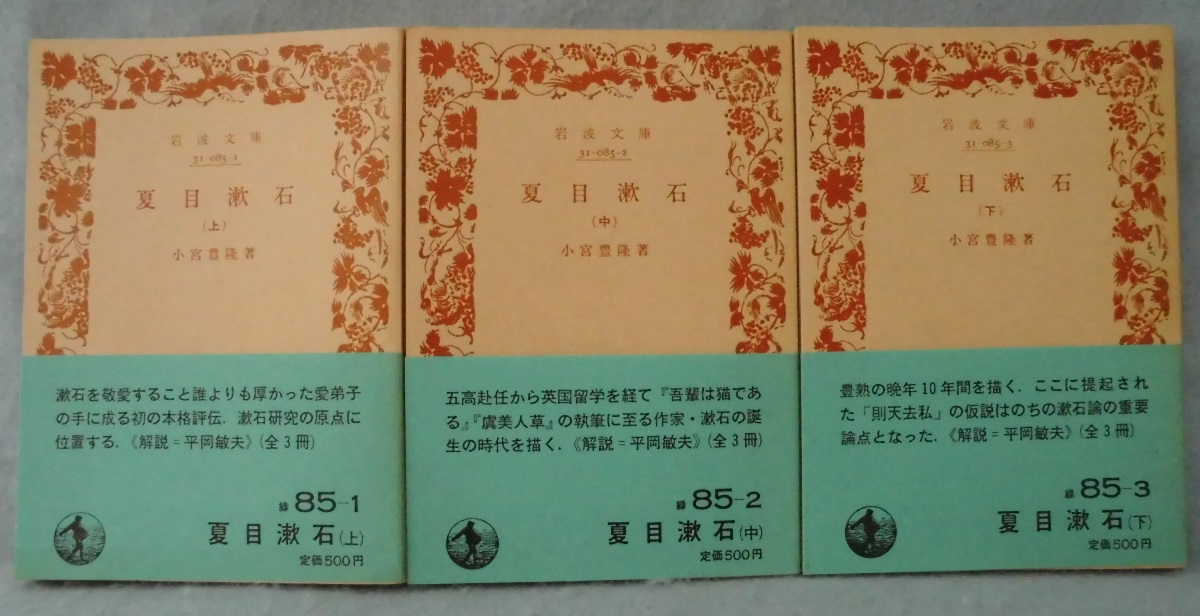 岩波文庫
31-085-1
夏目漱石
(上)
小宮豊隆著
漱石を敬愛すること誰よりも厚かった愛弟子
の手に成る初の本格評伝．漱石研究の原点に
位置する．《解説＝平岡敏夫》(全3冊)
緑85-1
夏目漱石(上)
定価500円
岩波文庫
31-085-2
夏目漱石
(中)
小宮豊隆著
五高赴任から英国留学を経て『吾輩は猫であ
る』『虞美人草』の執筆に至る作家・漱石の誕
生の時代を描く．《解説＝平岡敏夫》(全3冊)
緑85-2
夏目漱石(中)
定価500円
岩波文庫
31-085-3
夏目漱石
(下)
小宮豊隆著
豊熟の晩年10年間を描く．ここに提起され
た「則天去私」の仮説はのちの漱石論の重要
論点となった．《解説＝平岡敏夫》(全3冊)
緑85-3
夏目漱石(下)
定価500円